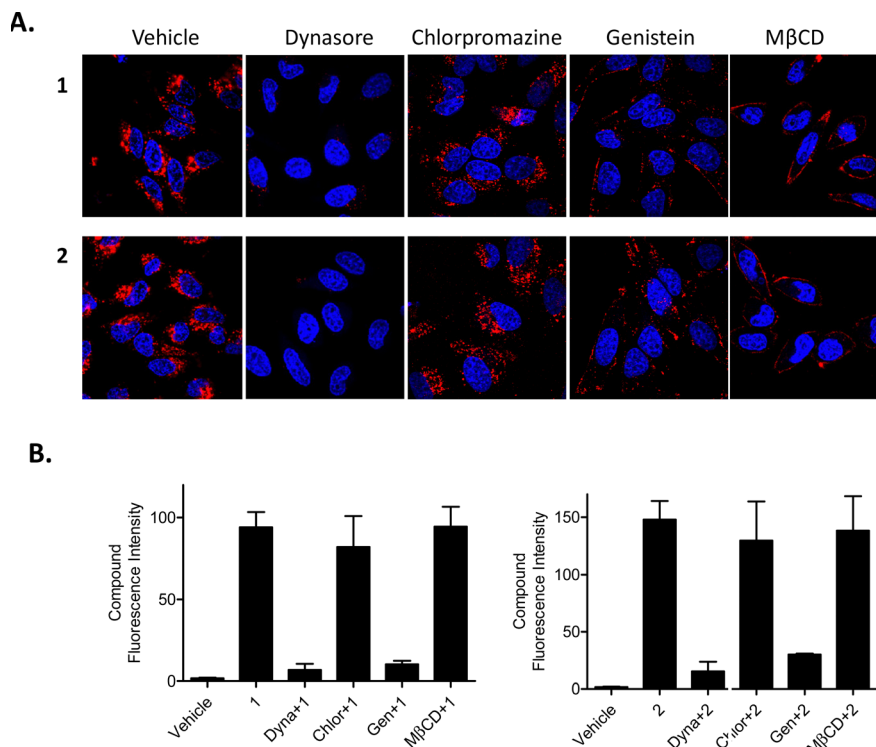 A.
Vehicle Dynasore Chlorpromazine Genistein MβCD
1
2
B.
Compound
Fluorescence Intensity
100
50
0
Vehicle 1 Dyna+1 Chlor+1 Gen+1 MβCD+1
Compound
Fluorescence Intensity
150
100
50
0
Vehicle 2 Dyna+2 Gen+2 MβCD+2